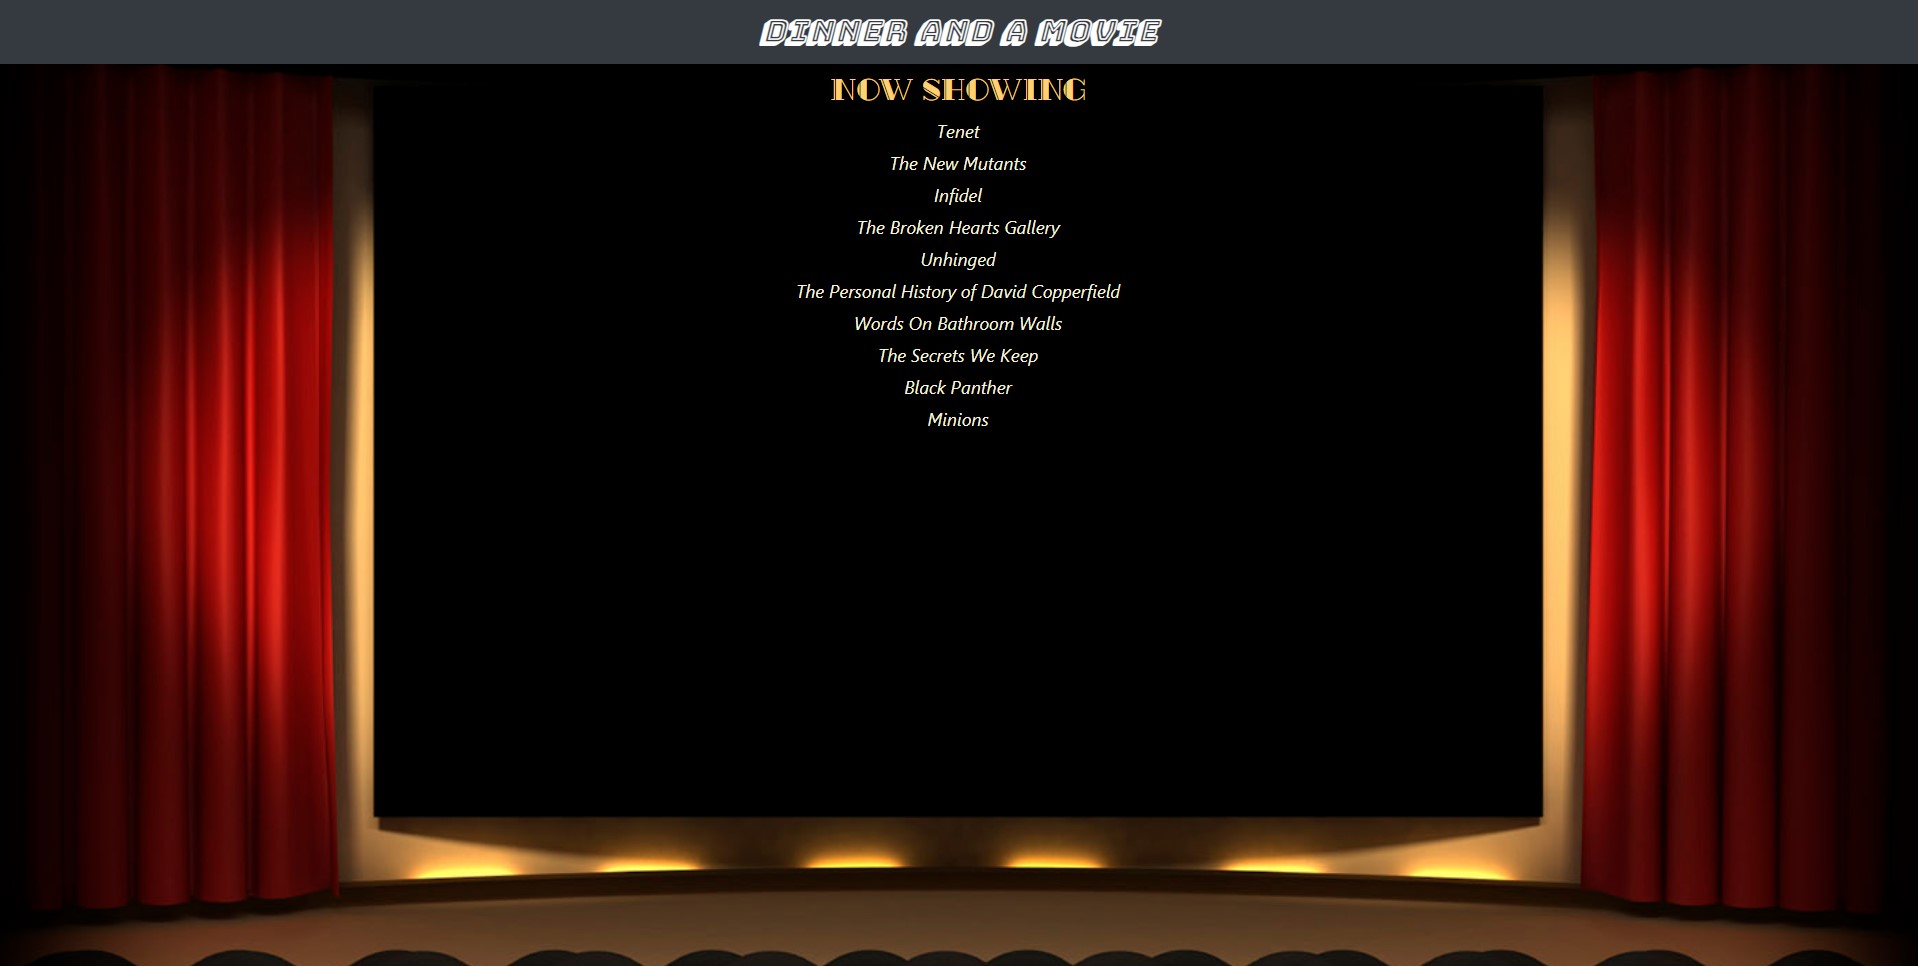 DINNER AND A MOVIE
NOW SHOWING
Tenet
The New Mutants
Infidel
The Broken Hearts Gallery
Unhinged
The Personal History of David Copperfield
Words On Bathroom Walls
The Secrets We Keep
Black Panther
Minions